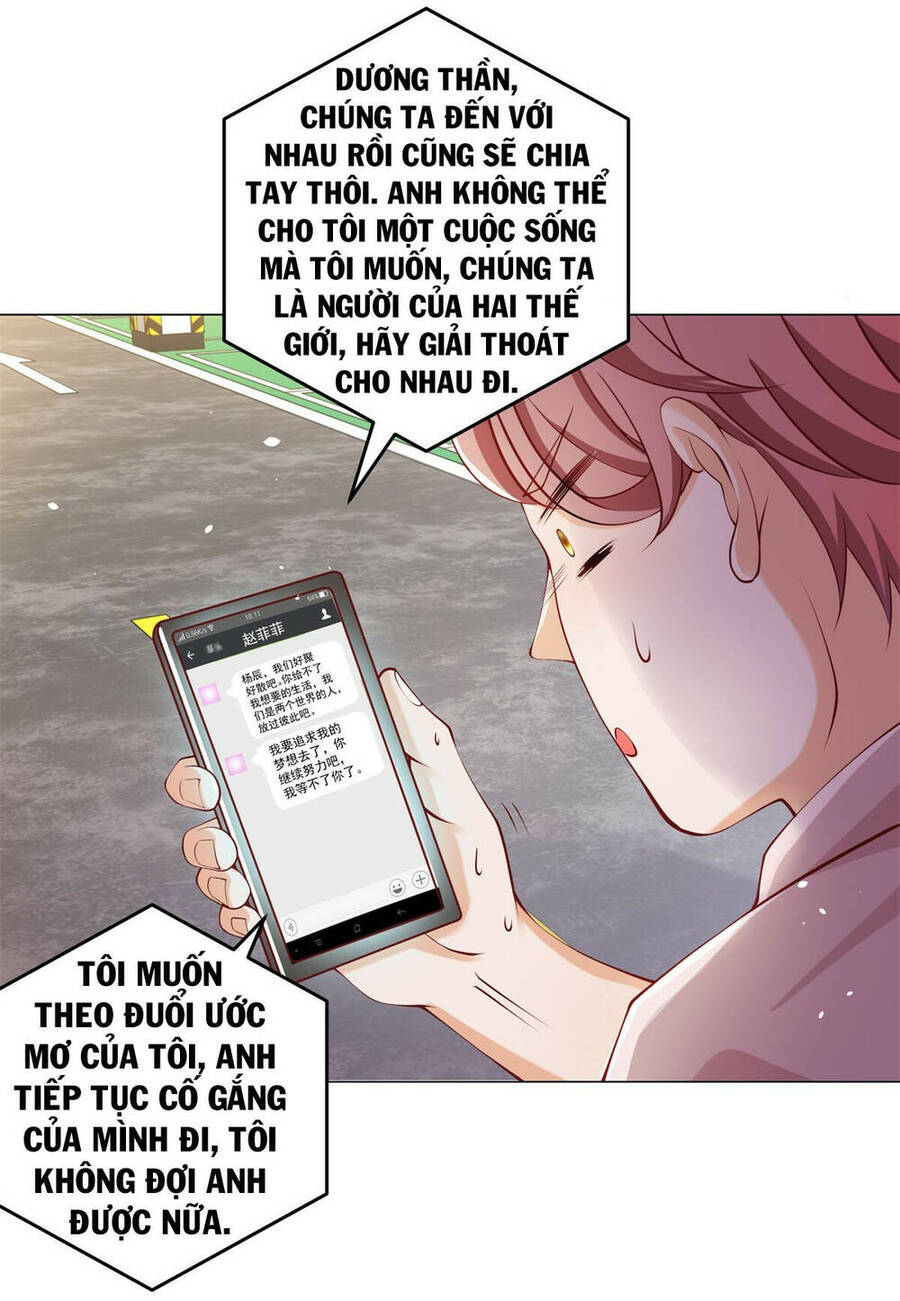 DƯƠNG THẦN,
CHÚNG TA ĐẾN VỚI
NHAU RỒI CŨNG SẼ CHIA
TAY THÔI. ANH KHÔNG THỂ
CHO TÔI MỘT CUỘC SỐNG
MÀ TÔI MUỐN, CHÚNG TA
LÀ NGƯỜI CỦA HAI THẾ
GIỚI, HÃY GIẢI THOÁT
CHO NHAU ĐI.
0.56K/s 18:11 64%
赵菲菲
杨辰，我们好聚
好散吧。你给不了
我想要的生活，我
们是两个世界的人，
放过彼此吧。
我要追求我的
梦想去了，你
继续努力吧，
我等不了你了。
TÔI MUỐN
THEO ĐUỔI ƯỚC
MƠ CỦA TÔI, ANH
TIẾP TỤC CỐ GẮNG
CỦA MÌNH ĐI, TÔI
KHÔNG ĐỢI ANH
ĐƯỢC NỮA.